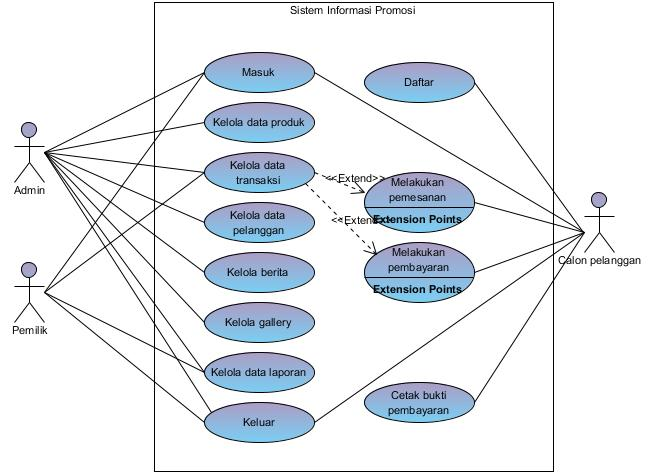 Sistem Informasi Promosi
Masuk
Daftar
Kelola data produk
Admin
Kelola data
transaksi
<<Extend>>
Melakukan
pemesanan
Extension Points
Kelola data
pelanggan
<<Extend>>
Calon pelanggan
Melakukan
pembayaran
Extension Points
Kelola berita
Pemilik
Kelola gallery
Kelola data laporan
Cetak bukti
pembayaran
Keluar